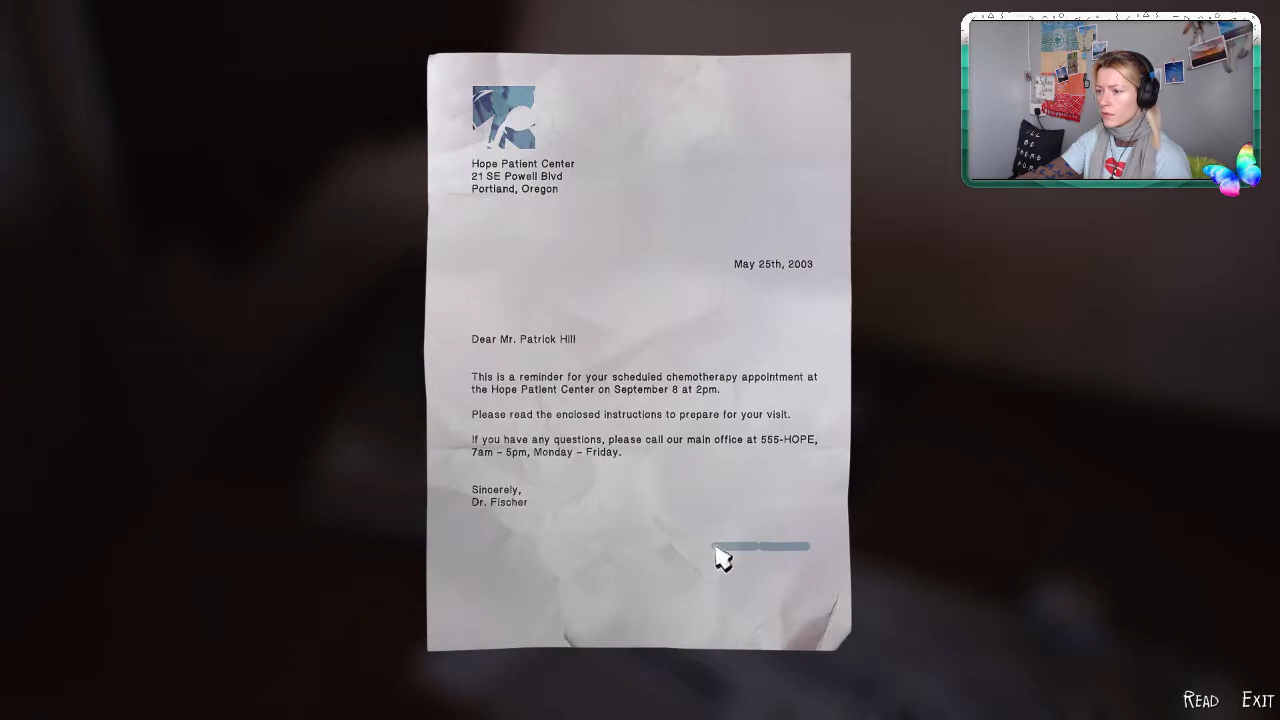 Hope Patient Center
21 SE Powell Blvd
Portland, Oregon
May 25th, 2003
Dear Mr. Patrick Hill
This is a reminder for your scheduled chemotherapy appointment at
the Hope Patient Center on September 8 at 2pm.
Please read the enclosed instructions to prepare for your visit.
If you have any questions, please call our main office at 555-HOPE,
7am – 5pm, Monday – Friday.
Sincerely,
Dr. Fischer
READ EXIT